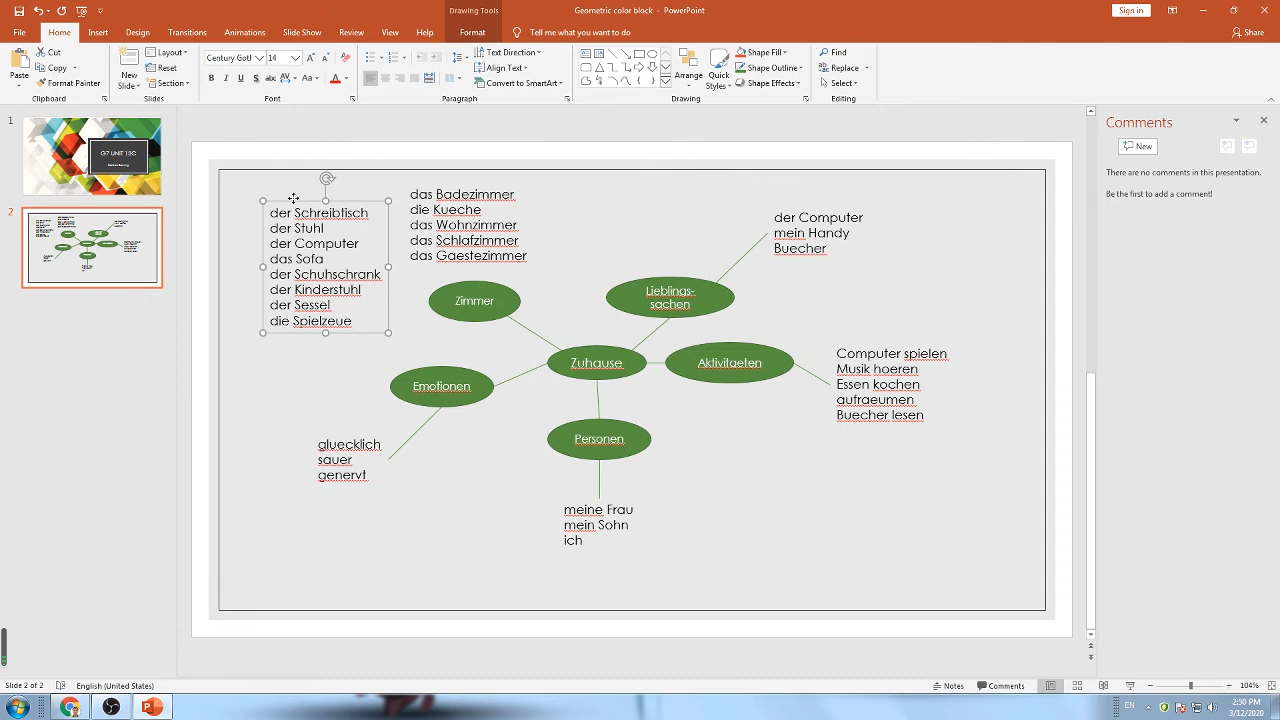 Drawing Tools
Geometric color block - PowerPoint
Sign in
File
Home
Insert
Design
Transitions
Animations
Slide Show
Review
View
Help
Format
Tell me what you want to do
Share
Paste
Cut
Copy
Format Painter
Clipboard
New Slide
Layout
Reset
Section
Slides
Century Gotl
14
Font
Text Direction
Align Text
Convert to SmartArt
Paragraph
Arrange
Quick Styles
Shape Fill
Shape Outline
Shape Effects
Drawing
Find
Replace
Select
Editing
1
G7 UNIT 15C
2
der Schreibtisch
der Stuhl
der Computer
das Sofa
der Schuhschrank
der Kinderstuhl
der Sessel
die Spielzeue
das Badezimmer
die Kueche
das Wohnzimmer
das Schlafzimmer
das Gaestezimmer
der Computer
mein Handy
Buecher
Zimmer
Lieblings-
sachen
Zuhause
Aktivitaeten
Emotionen
Personen
Computer spielen
Musik hoeren
Essen kochen
aufraeumen
Buecher lesen
gluecklich
sauer
genervt
meine Frau
mein Sohn
ich
Comments
New
There are no comments in this presentation.
Be the first to add a comment!
Slide 2 of 2
English (United States)
Notes
Comments
104%
EN
2:50 PM
3/12/2020